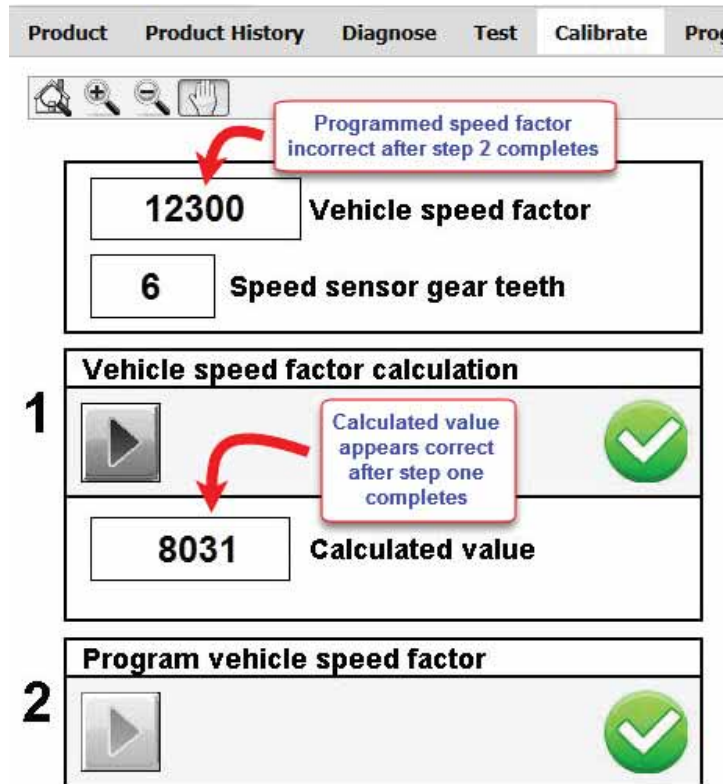 Product Product History Diagnose Test Calibrate Prog
Programmed speed factor
incorrect after step 2 completes
12300 Vehicle speed factor
6 Speed sensor gear teeth
Vehicle speed factor calculation
1
Calculated value
appears correct
after step one
completes
8031 Calculated value
Program vehicle speed factor
2